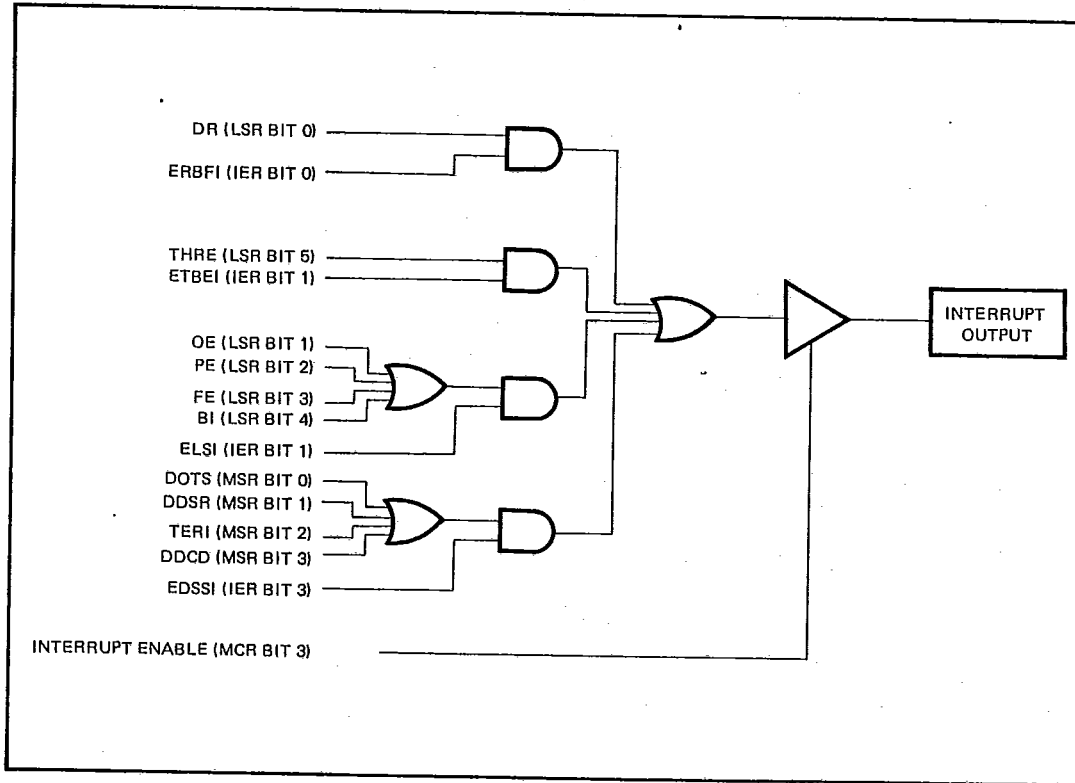 DR (LSR BIT 0)
ERBFI (IER BIT 0)
THRE (LSR BIT 5)
ETBEI (IER BIT 1)
OE (LSR BIT 1)
PE (LSR BIT 2)
FE (LSR BIT 3)
BI (LSR BIT 4)
ELSI (IER BIT 1)
DOTS (MSR BIT 0)
DDSR (MSR BIT 1)
TERI (MSR BIT 2)
DDCD (MSR BIT 3)
EDSSI (IER BIT 3)
INTERRUPT ENABLE (MCR BIT 3)
INTERRUPT
OUTPUT